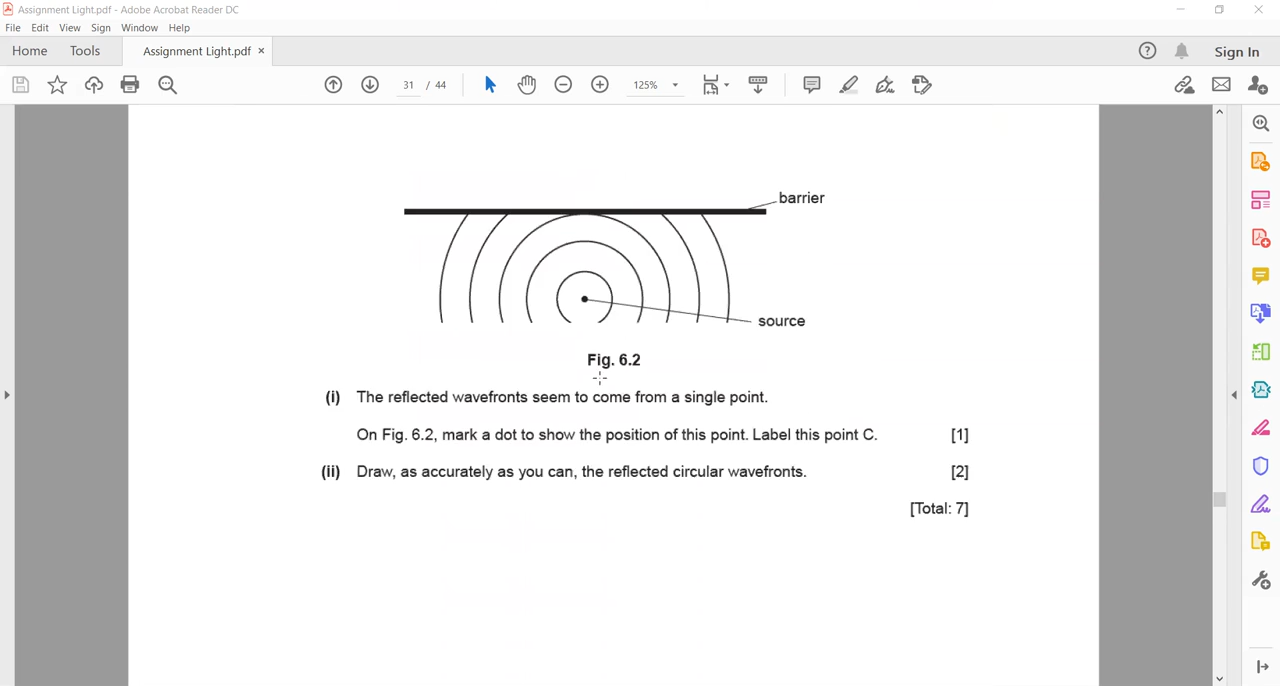 Assignment Light.pdf - Adobe Acrobat Reader DC
File Edit View Sign Window Help
Home Tools Assignment Light.pdf × Sign In
31 / 44 125%
barrier
source
Fig. 6.2
(i) The reflected wavefronts seem to come from a single point.
On Fig. 6.2, mark a dot to show the position of this point. Label this point C. [1]
(ii) Draw, as accurately as you can, the reflected circular wavefronts. [2]
[Total: 7]